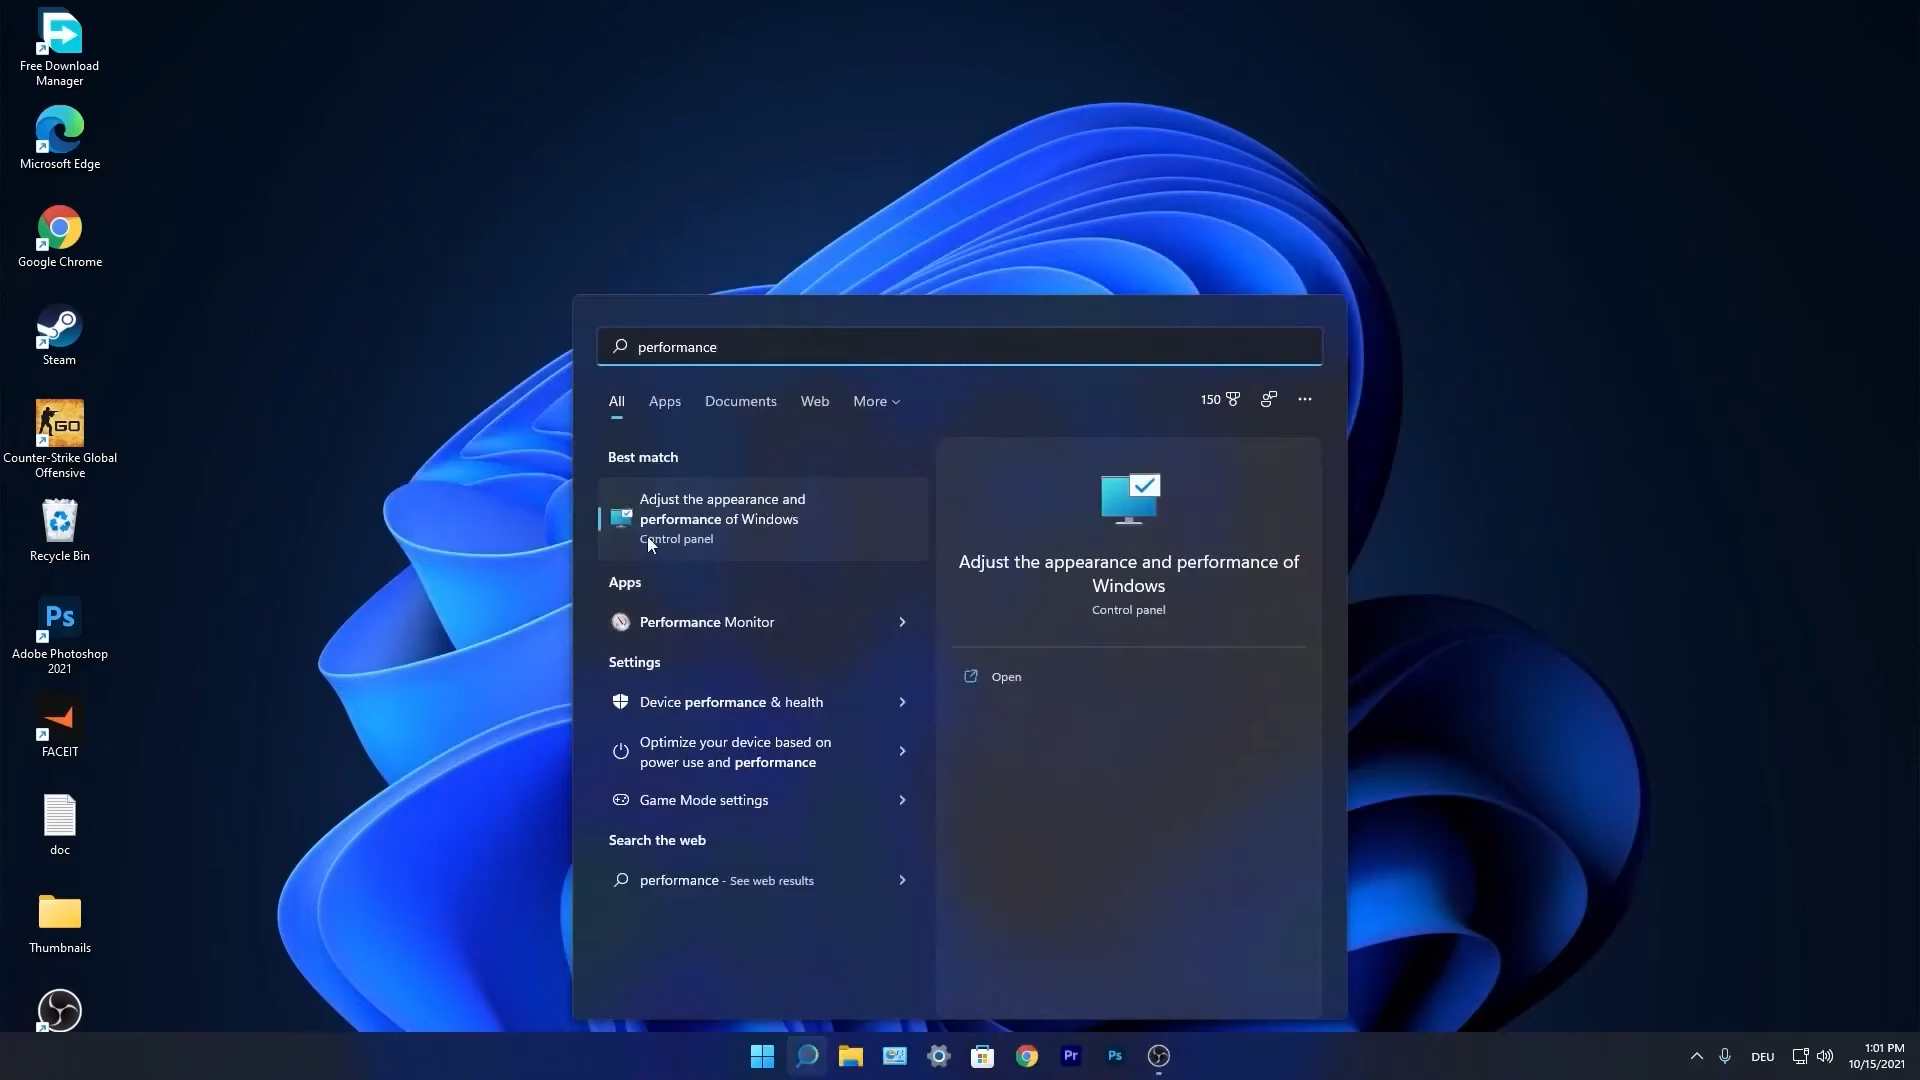 Free Download
Manager
Microsoft Edge
Google Chrome
Steam
GO
Counter-Strike Global
Offensive
Recycle Bin
Ps
Adobe Photoshop
2021
FACEIT
doc
Thumbnails
performance
All Apps Documents Web More
150
Best match
Adjust the appearance and
performance of Windows
Control panel
Apps
Performance Monitor
Settings
Device performance & health
Optimize your device based on
power use and performance
Game Mode settings
Search the web
performance - See web results
Adjust the appearance and performance of
Windows
Control panel
Open
Pr
Ps
DEU
1:01 PM
10/15/2021